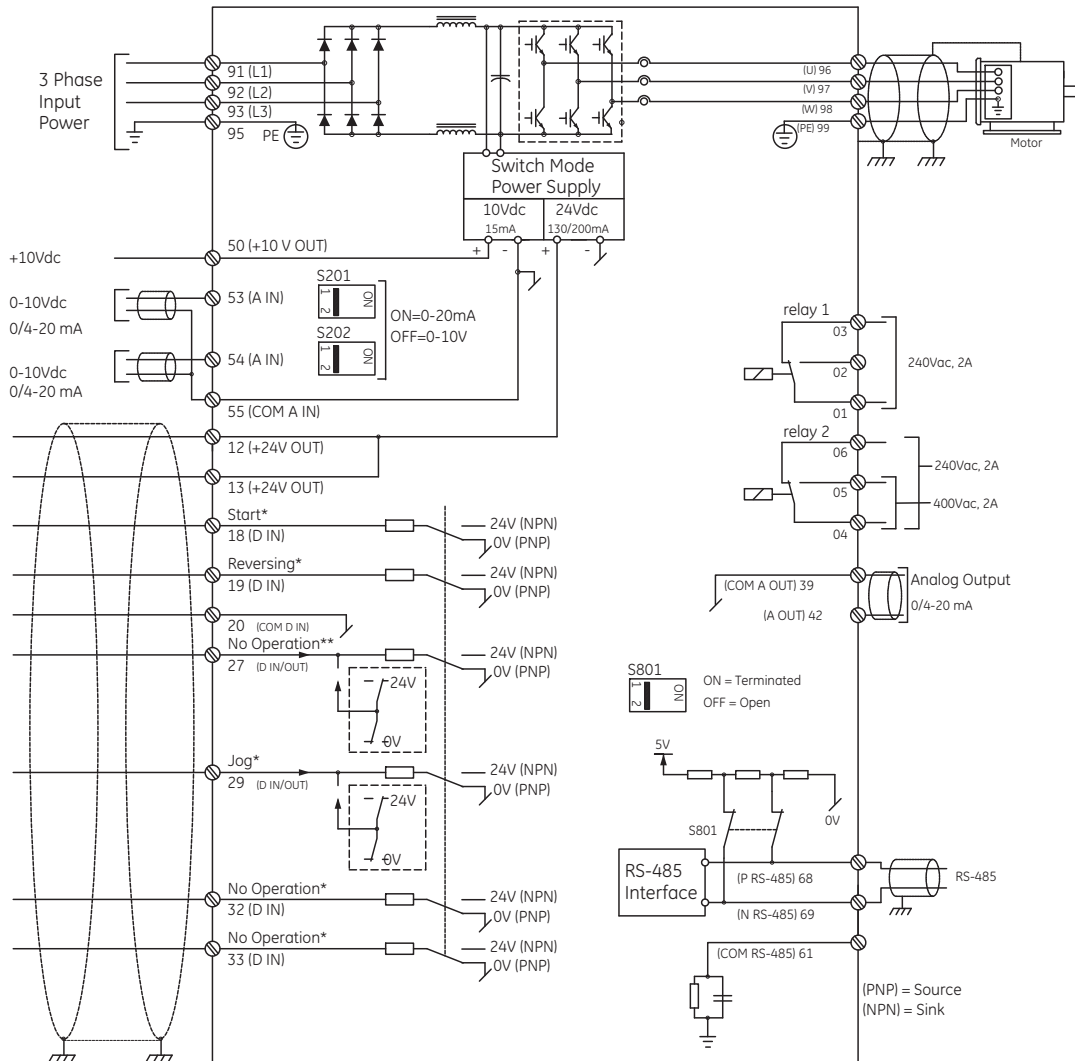 3 Phase
Input
Power
91 (L1)
92 (L2)
93 (L3)
95 PE
(U) 96
(V) 97
(W) 98
(PE) 99
Motor
Switch Mode
Power Supply
10Vdc
15mA
24Vdc
130/200mA
+ - + -
+10Vdc
50 (+10 V OUT)
0-10Vdc
0/4-20 mA
53 (A IN)
S201
1 2 ON
ON=0-20mA
OFF=0-10V
S202
1 2 ON
0-10Vdc
0/4-20 mA
54 (A IN)
55 (COM A IN)
12 (+24V OUT)
13 (+24V OUT)
Start*
18 (D IN)
24V (NPN)
0V (PNP)
Reversing*
19 (D IN)
24V (NPN)
0V (PNP)
20 (COM D IN)
No Operation**
27 (D IN/OUT)
24V (NPN)
0V (PNP)
24V
0V
Jog*
29 (D IN/OUT)
24V (NPN)
0V (PNP)
24V
0V
No Operation*
32 (D IN)
24V (NPN)
0V (PNP)
No Operation*
33 (D IN)
24V (NPN)
0V (PNP)
relay 1
03
02
01
240Vac, 2A
relay 2
06
05
04
240Vac, 2A
400Vac, 2A
(COM A OUT) 39
(A OUT) 42
Analog Output
0/4-20 mA
S801
1 2 ON
ON = Terminated
OFF = Open
5V
0V
S801
RS-485
Interface
(P RS-485) 68
(N RS-485) 69
RS-485
(COM RS-485) 61
(PNP) = Source
(NPN) = Sink